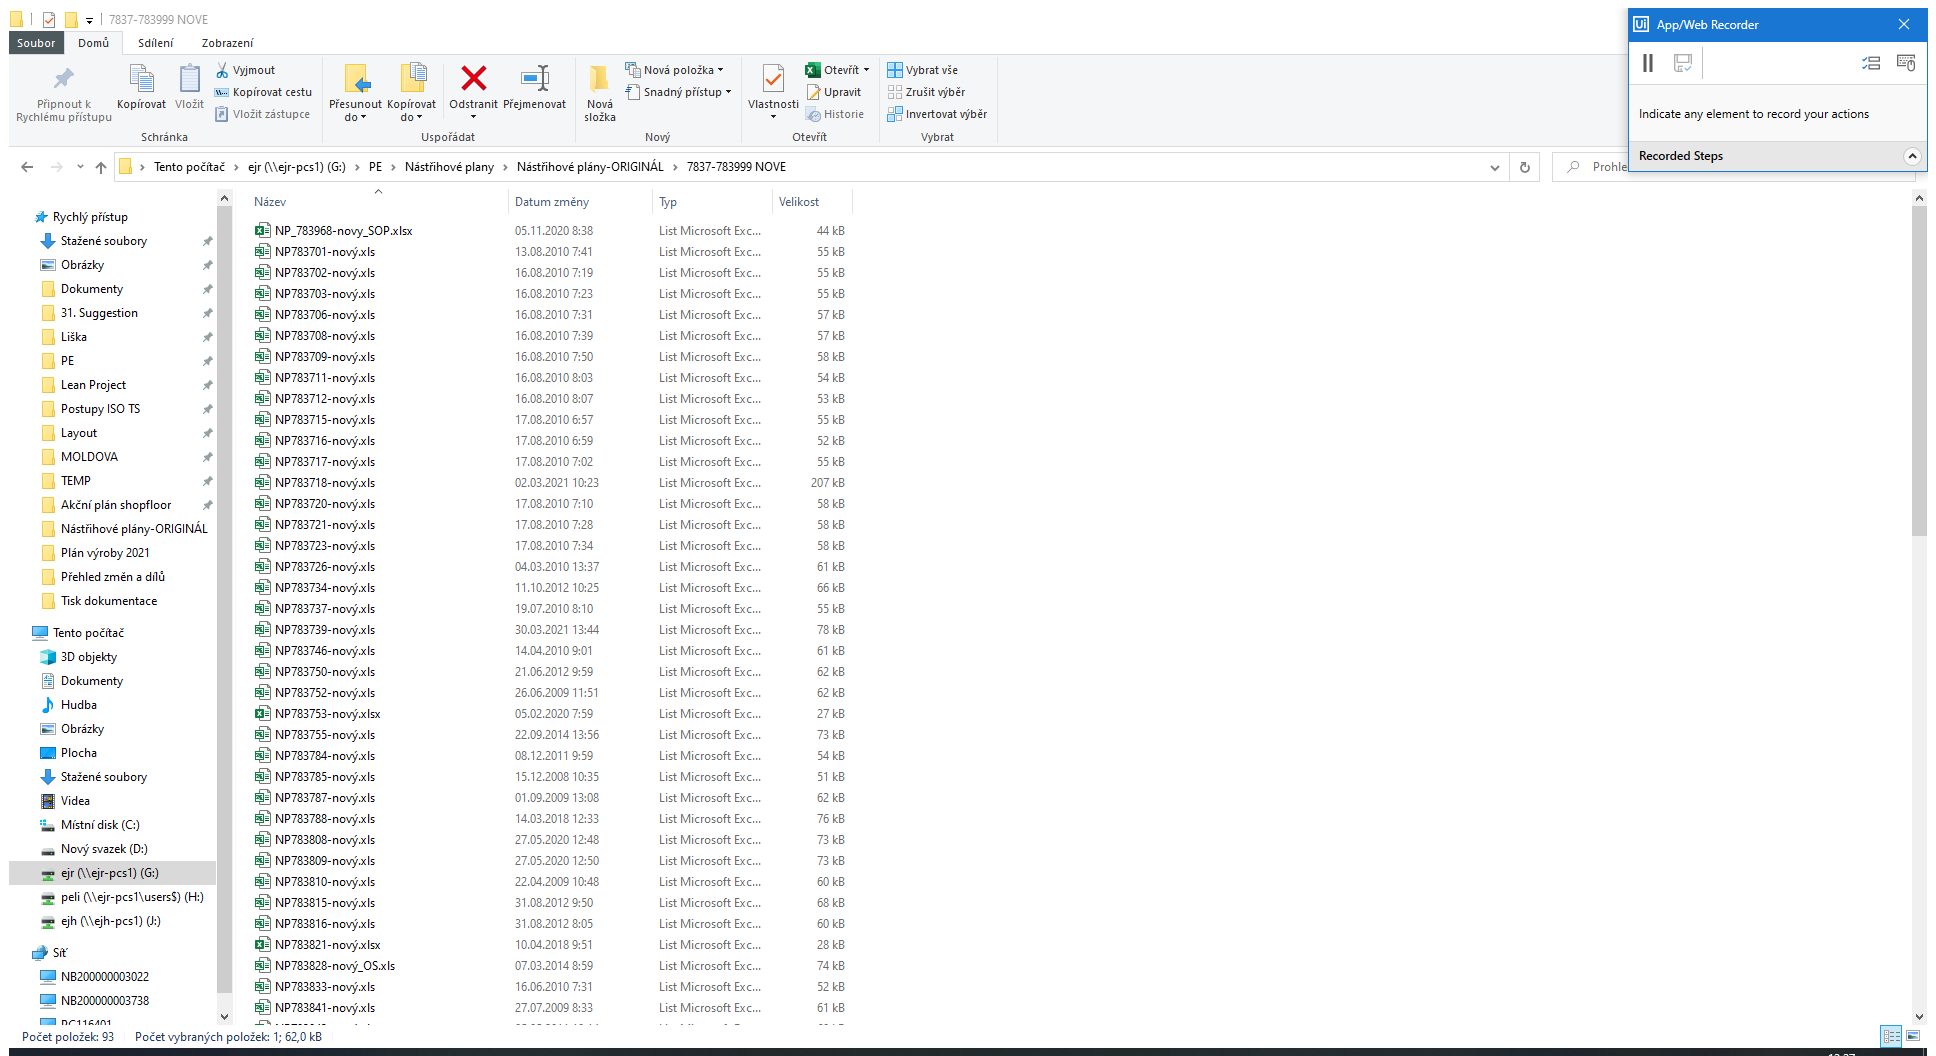 7837-783999 NOVE
Soubor Domů Sdílení Zobrazení
Připnout k Rychlému přístupu
Kopírovat
Vložit
Vyjmout
Kopírovat cestu
Vložit zástupce
Schránka
Přesunout do
Kopírovat do
Odstranit
Přejmenovat
Uspořádat
Nová složka
Nová položka
Snadný přístup
Nový
Vlastnosti
Otevřít
Upravit
Historie
Otevřít
Vybrat vše
Zrušit výběr
Invertovat výběr
Vybrat
Ui App/Web Recorder
Indicate any element to record your actions
Recorded Steps
Tento počítač › ejr (\\ejr-pcs1) (G:) › PE › Nástřihové plany › Nástřihové plány-ORIGINÁL › 7837-783999 NOVE
Prohle
Rychlý přístup
Stažené soubory
Obrázky
Dokumenty
31. Suggestion
Liška
PE
Lean Project
Postupy ISO TS
Layout
MOLDOVA
TEMP
Akční plán shopfloor
Nástřihové plány-ORIGINÁL
Plán výroby 2021
Přehled změn a dílů
Tisk dokumentace
Tento počítač
3D objekty
Dokumenty
Hudba
Obrázky
Plocha
Stažené soubory
Videa
Místní disk (C:)
Nový svazek (D:)
ejr (\\ejr-pcs1) (G:)
peli (\\ejr-pcs1\users$) (H:)
ejh (\\ejh-pcs1) (J:)
Síť
NB200000003022
NB200000003738
PC116401
Název Datum změny Typ Velikost
NP_783968-novy_SOP.xlsx 05.11.2020 8:38 List Microsoft Exc... 44 kB
NP783701-nový.xls 13.08.2010 7:41 List Microsoft Exc... 55 kB
NP783702-nový.xls 16.08.2010 7:19 List Microsoft Exc... 55 kB
NP783703-nový.xls 16.08.2010 7:23 List Microsoft Exc... 55 kB
NP783706-nový.xls 16.08.2010 7:31 List Microsoft Exc... 57 kB
NP783708-nový.xls 16.08.2010 7:39 List Microsoft Exc... 57 kB
NP783709-nový.xls 16.08.2010 7:50 List Microsoft Exc... 58 kB
NP783711-nový.xls 16.08.2010 8:03 List Microsoft Exc... 54 kB
NP783712-nový.xls 16.08.2010 8:07 List Microsoft Exc... 53 kB
NP783715-nový.xls 17.08.2010 6:57 List Microsoft Exc... 55 kB
NP783716-nový.xls 17.08.2010 6:59 List Microsoft Exc... 52 kB
NP783717-nový.xls 17.08.2010 7:02 List Microsoft Exc... 55 kB
NP783718-nový.xls 02.03.2021 10:23 List Microsoft Exc... 207 kB
NP783720-nový.xls 17.08.2010 7:10 List Microsoft Exc... 58 kB
NP783721-nový.xls 17.08.2010 7:28 List Microsoft Exc... 58 kB
NP783723-nový.xls 17.08.2010 7:34 List Microsoft Exc... 58 kB
NP783726-nový.xls 04.03.2010 13:37 List Microsoft Exc... 61 kB
NP783734-nový.xls 11.10.2012 10:25 List Microsoft Exc... 66 kB
NP783737-nový.xls 19.07.2010 8:10 List Microsoft Exc... 55 kB
NP783739-nový.xls 30.03.2021 13:44 List Microsoft Exc... 78 kB
NP783746-nový.xls 14.04.2010 9:01 List Microsoft Exc... 61 kB
NP783750-nový.xls 21.06.2012 9:59 List Microsoft Exc... 62 kB
NP783752-nový.xls 26.06.2009 11:51 List Microsoft Exc... 62 kB
NP783753-nový.xlsx 05.02.2020 7:59 List Microsoft Exc... 27 kB
NP783755-nový.xls 22.09.2014 13:56 List Microsoft Exc... 73 kB
NP783784-nový.xls 08.12.2011 9:59 List Microsoft Exc... 54 kB
NP783785-nový.xls 15.12.2008 10:35 List Microsoft Exc... 51 kB
NP783787-nový.xls 01.09.2009 13:08 List Microsoft Exc... 62 kB
NP783788-nový.xls 14.03.2018 12:33 List Microsoft Exc... 76 kB
NP783808-nový.xls 27.05.2020 12:48 List Microsoft Exc... 73 kB
NP783809-nový.xls 27.05.2020 12:50 List Microsoft Exc... 73 kB
NP783810-nový.xls 22.04.2009 10:48 List Microsoft Exc... 60 kB
NP783815-nový.xls 31.08.2012 9:50 List Microsoft Exc... 68 kB
NP783816-nový.xls 31.08.2012 8:05 List Microsoft Exc... 60 kB
NP783821-nový.xlsx 10.04.2018 9:51 List Microsoft Exc... 28 kB
NP783828-nový_OS.xls 07.03.2014 8:59 List Microsoft Exc... 74 kB
NP783833-nový.xls 16.06.2010 7:31 List Microsoft Exc... 52 kB
NP783841-nový.xls 27.07.2009 8:33 List Microsoft Exc... 61 kB
Počet položek: 93 Počet vybraných položek: 1; 62,0 kB